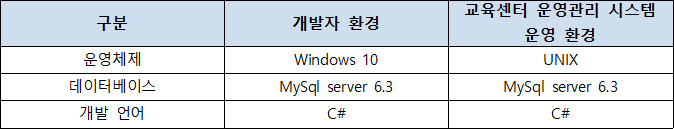 구분 개발자 환경 교육센터 운영관리 시스템
운영 환경
운영체제 Windows 10 UNIX
데이터베이스 MySql server 6.3 MySql server 6.3
개발 언어 C# C#